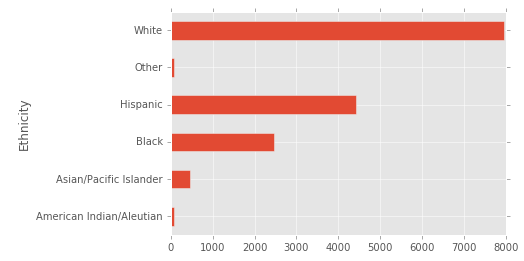 White
Other
Hispanic
Black
Asian/Pacific Islander
American Indian/Aleutian
Ethnicity
0 1000 2000 3000 4000 5000 6000 7000 8000